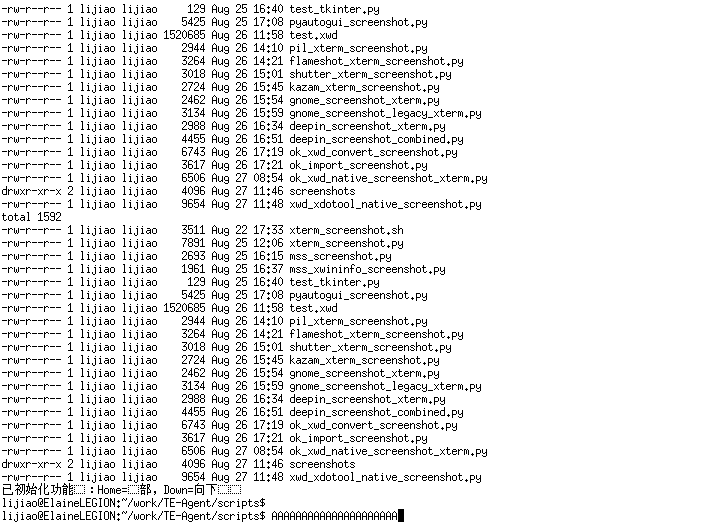 -rw-r--r-- 1 lijiao lijiao 129 Aug 25 16:40 test_tkinter.py
-rw-r--r-- 1 lijiao lijiao 5425 Aug 25 17:08 pyautogui_screenshot.py
-rw-r--r-- 1 lijiao lijiao 1520685 Aug 26 11:58 test.xwd
-rw-r--r-- 1 lijiao lijiao 2944 Aug 26 14:10 pil_xterm_screenshot.py
-rw-r--r-- 1 lijiao lijiao 3264 Aug 26 14:21 flameshot_xterm_screenshot.py
-rw-r--r-- 1 lijiao lijiao 3018 Aug 26 15:01 shutter_xterm_screenshot.py
-rw-r--r-- 1 lijiao lijiao 2724 Aug 26 15:45 kazam_xterm_screenshot.py
-rw-r--r-- 1 lijiao lijiao 2462 Aug 26 15:54 gnome_screenshot_xterm.py
-rw-r--r-- 1 lijiao lijiao 3134 Aug 26 15:59 gnome_screenshot_legacy_xterm.py
-rw-r--r-- 1 lijiao lijiao 2988 Aug 26 16:34 deepin_screenshot_xterm.py
-rw-r--r-- 1 lijiao lijiao 4455 Aug 26 16:51 deepin_screenshot_combined.py
-rw-r--r-- 1 lijiao lijiao 6743 Aug 26 17:19 ok_xwd_convert_screenshot.py
-rw-r--r-- 1 lijiao lijiao 3617 Aug 26 17:21 ok_import_screenshot.py
-rw-r--r-- 1 lijiao lijiao 6506 Aug 27 08:54 ok_xwd_native_screenshot_xterm.py
drwxr-xr-x 2 lijiao lijiao 4096 Aug 27 11:46 screenshots
-rw-r--r-- 1 lijiao lijiao 9654 Aug 27 11:48 xwd_xdotool_native_screenshot.py
total 1592
-rw-r--r-- 1 lijiao lijiao 3511 Aug 22 17:33 xterm_screenshot.sh
-rw-r--r-- 1 lijiao lijiao 7891 Aug 25 12:06 xterm_screenshot.py
-rw-r--r-- 1 lijiao lijiao 2693 Aug 25 16:15 mss_screenshot.py
-rw-r--r-- 1 lijiao lijiao 1961 Aug 25 16:37 mss_xwininfo_screenshot.py
-rw-r--r-- 1 lijiao lijiao 129 Aug 25 16:40 test_tkinter.py
-rw-r--r-- 1 lijiao lijiao 5425 Aug 25 17:08 pyautogui_screenshot.py
-rw-r--r-- 1 lijiao lijiao 1520685 Aug 26 11:58 test.xwd
-rw-r--r-- 1 lijiao lijiao 2944 Aug 26 14:10 pil_xterm_screenshot.py
-rw-r--r-- 1 lijiao lijiao 3264 Aug 26 14:21 flameshot_xterm_screenshot.py
-rw-r--r-- 1 lijiao lijiao 3018 Aug 26 15:01 shutter_xterm_screenshot.py
-rw-r--r-- 1 lijiao lijiao 2724 Aug 26 15:45 kazam_xterm_screenshot.py
-rw-r--r-- 1 lijiao lijiao 2462 Aug 26 15:54 gnome_screenshot_xterm.py
-rw-r--r-- 1 lijiao lijiao 3134 Aug 26 15:59 gnome_screenshot_legacy_xterm.py
-rw-r--r-- 1 lijiao lijiao 2988 Aug 26 16:34 deepin_screenshot_xterm.py
-rw-r--r-- 1 lijiao lijiao 4455 Aug 26 16:51 deepin_screenshot_combined.py
-rw-r--r-- 1 lijiao lijiao 6743 Aug 26 17:19 ok_xwd_convert_screenshot.py
-rw-r--r-- 1 lijiao lijiao 3617 Aug 26 17:21 ok_import_screenshot.py
-rw-r--r-- 1 lijiao lijiao 6506 Aug 27 08:54 ok_xwd_native_screenshot_xterm.py
drwxr-xr-x 2 lijiao lijiao 4096 Aug 27 11:46 screenshots
-rw-r--r-- 1 lijiao lijiao 9654 Aug 27 11:48 xwd_xdotool_native_screenshot.py
已初始化功能：Home=部，Down=向下
lijiao@ElaineLEGION:~/work/TE-Agent/scripts$
lijiao@ElaineLEGION:~/work/TE-Agent/scripts$ AAAAAAAAAAAAAAAAAAAAA